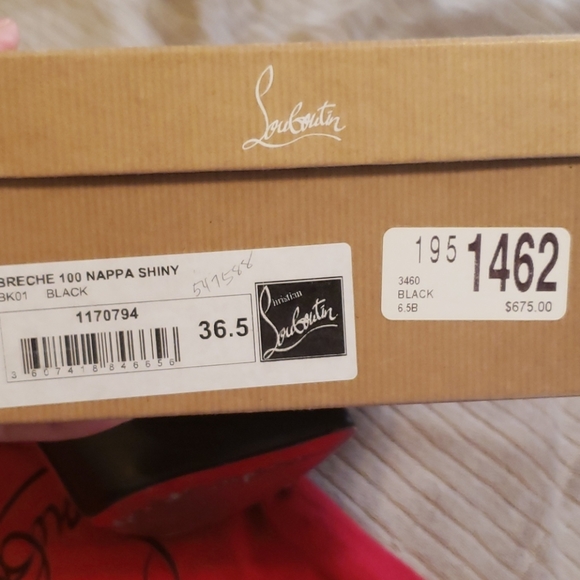 Louboutin
BRECHE 100 NAPPA SHINY
BK01 BLACK
547588
1170794
36.5
Christian
Louboutin
195 1462
3460
BLACK
6.5B $675.00